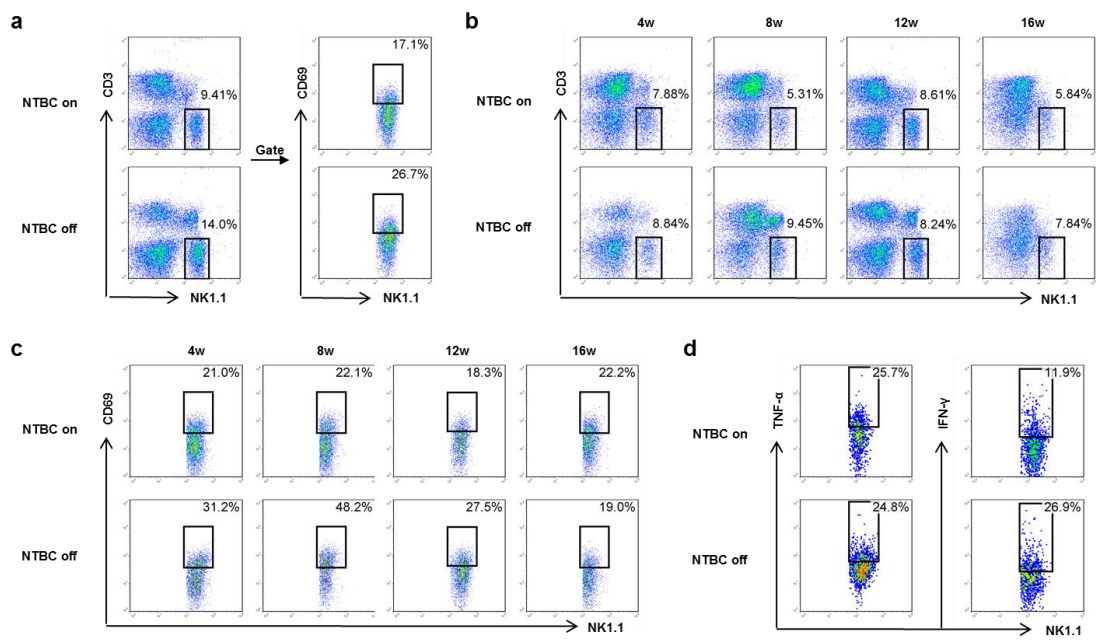 a
CD3
CD69
NTBC on
9.41%
17.1%
Gate
NTBC off
14.0%
26.7%
NK1.1
NK1.1
b
4w
8w
12w
16w
CD3
NTBC on
7.88%
5.31%
8.61%
5.84%
NTBC off
8.84%
9.45%
8.24%
7.84%
NK1.1
c
4w
8w
12w
16w
CD69
NTBC on
21.0%
22.1%
18.3%
22.2%
NTBC off
31.2%
48.2%
27.5%
19.0%
NK1.1
d
TNF-α
IFN-γ
NTBC on
25.7%
11.9%
NTBC off
24.8%
26.9%
NK1.1